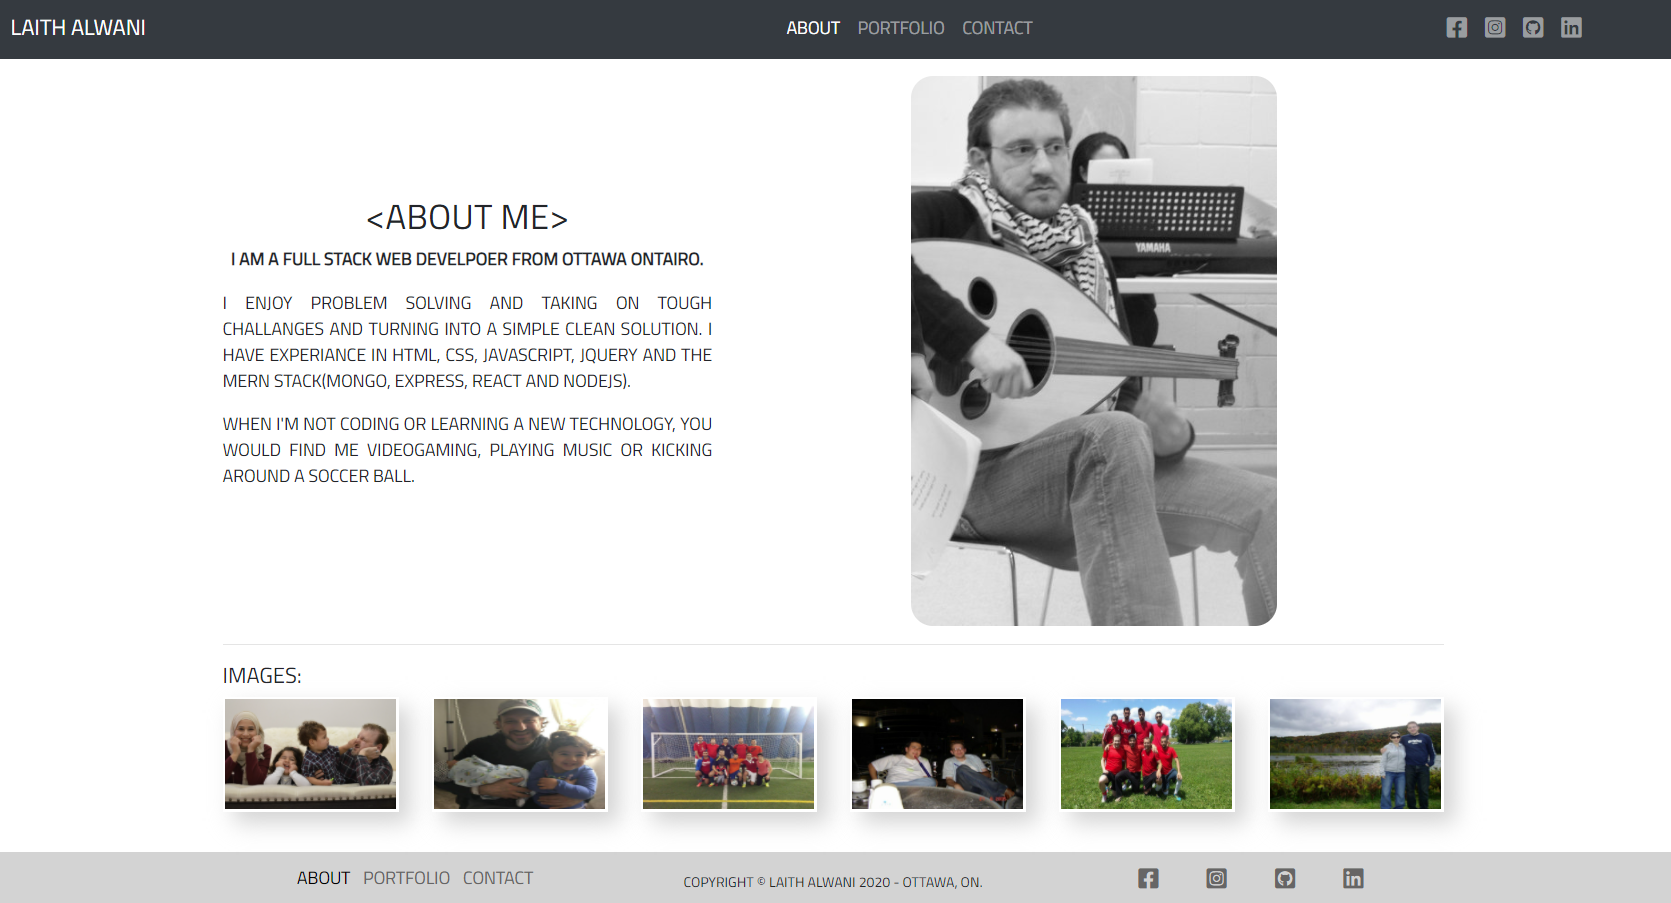 LAITH ALWANI
ABOUT PORTFOLIO CONTACT
<ABOUT ME>
I AM A FULL STACK WEB DEVELPOER FROM OTTAWA ONTAIRO.
I ENJOY PROBLEM SOLVING AND TAKING ON TOUGH
CHALLANGES AND TURNING INTO A SIMPLE CLEAN SOLUTION. I
HAVE EXPERIANCE IN HTML, CSS, JAVASCRIPT, JQUERY AND THE
MERN STACK(MONGO, EXPRESS, REACT AND NODEJS).
WHEN I'M NOT CODING OR LEARNING A NEW TECHNOLOGY, YOU
WOULD FIND ME VIDEOGAMING, PLAYING MUSIC OR KICKING
AROUND A SOCCER BALL.
YAMAHA
IMAGES:
ABOUT PORTFOLIO CONTACT
COPYRIGHT © LAITH ALWANI 2020 - OTTAWA, ON.